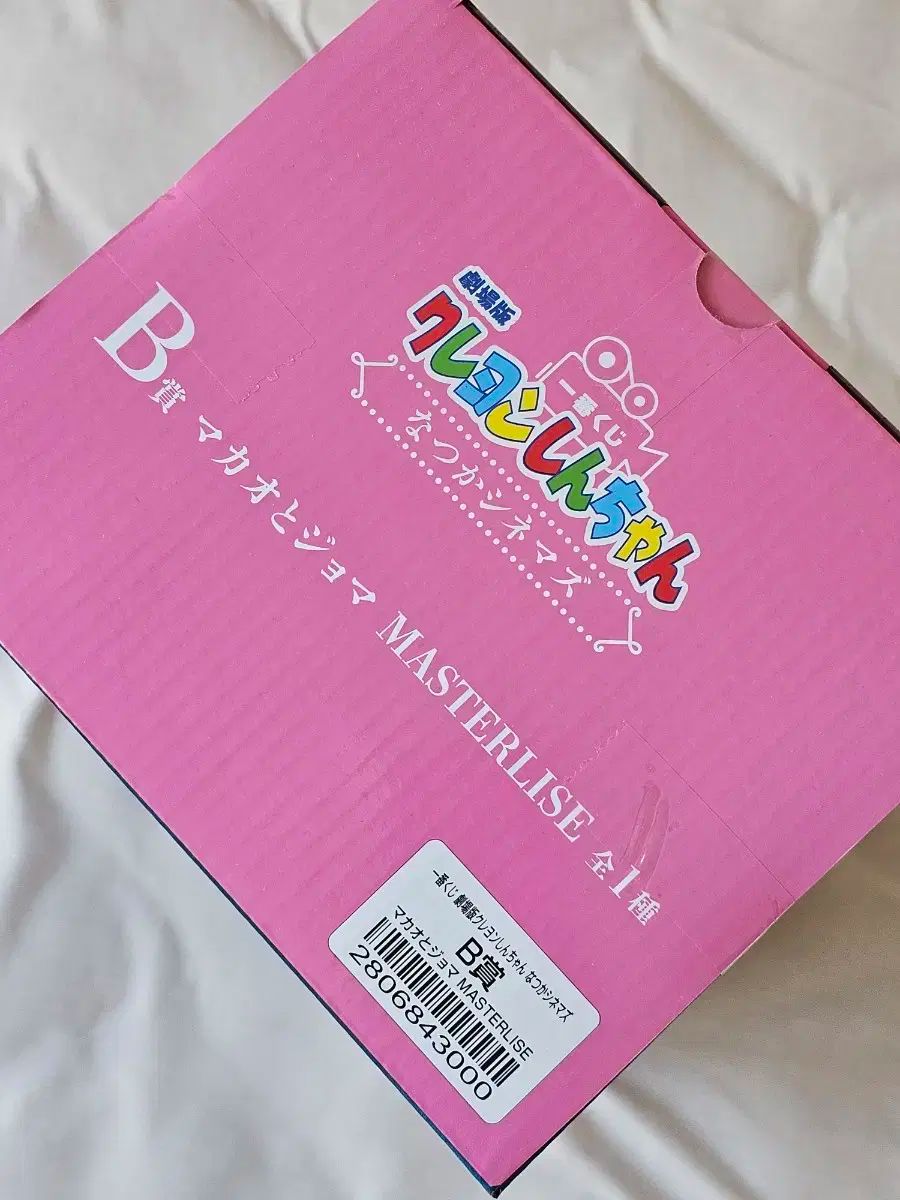 劇場版
クレヨンしんちゃん
一番くじ
なつかシネマズ
B賞 マカオとジョマ MASTERLISE 全1種
一番くじ 劇場版クレヨンしんちゃん なつかシネマズ
B賞
マカオとジョマ MASTERLISE
2806843000